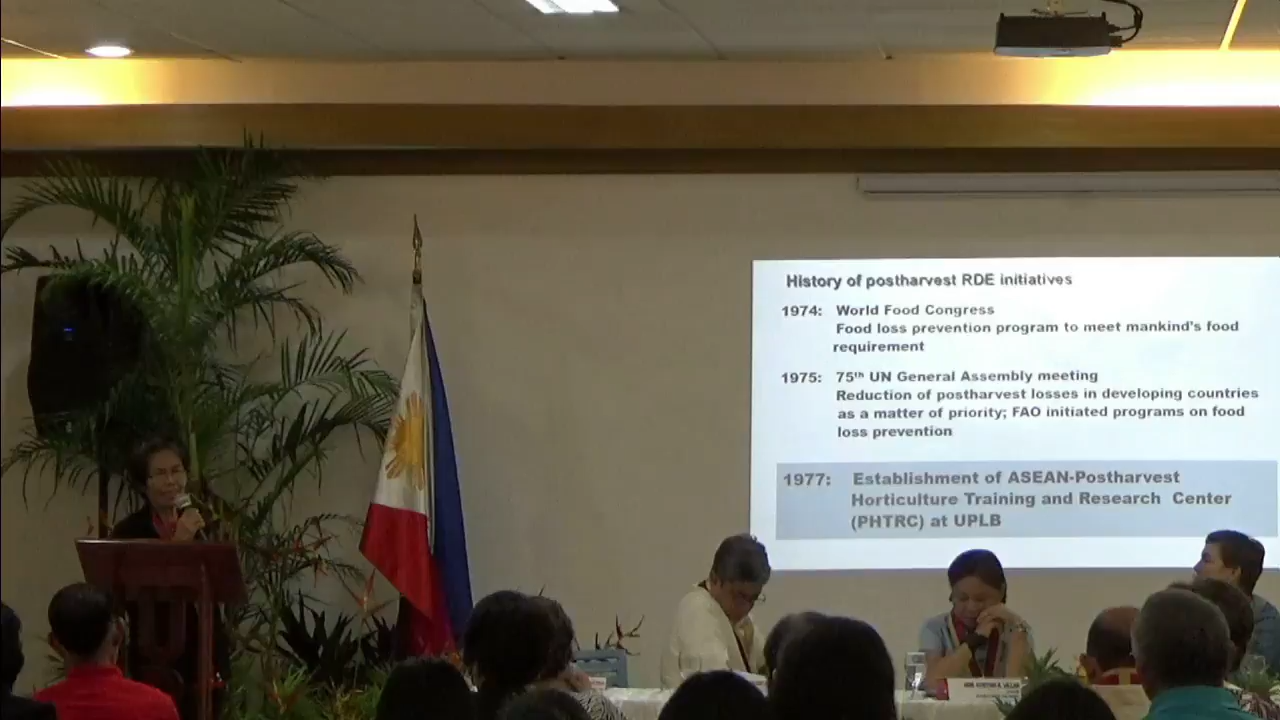 History of postharvest RDE initiatives
1974: World Food Congress
Food loss prevention program to meet mankind's food
requirement
1975: 75th UN General Assembly meeting
Reduction of postharvest losses in developing countries
as a matter of priority; FAO initiated programs on food
loss prevention
1977: Establishment of ASEAN-Postharvest
Horticulture Training and Research Center
(PHTRC) at UPLB